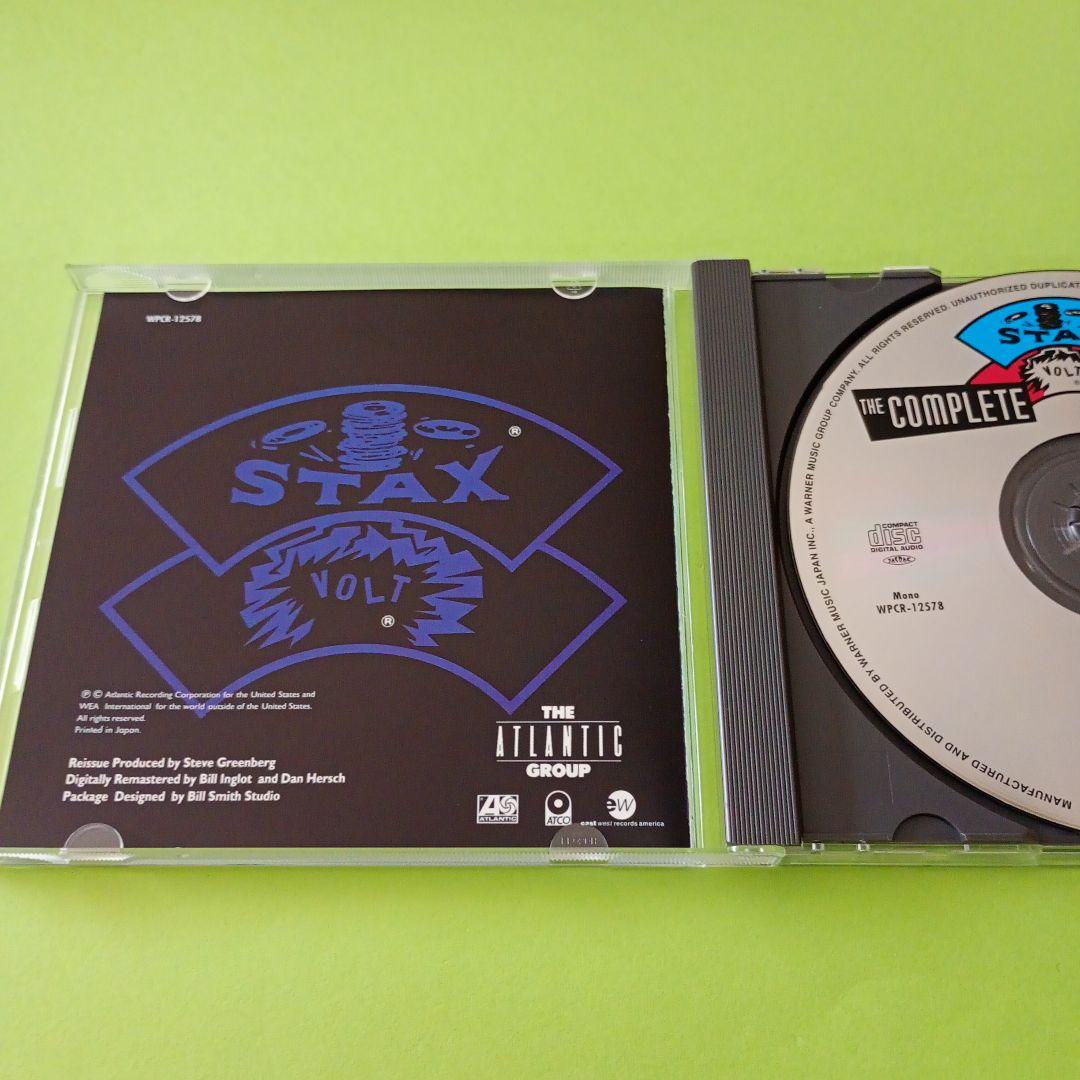 WPCR-12578
STAX ®
VOLT ®
Ⓟ © Atlantic Recording Corporation for the United States and
WEA International for the world outside of the United States.
All rights reserved.
Printed in Japan.
Reissue Produced by Steve Greenberg
Digitally Remastered by Bill Inglot and Dan Hersch
Package Designed by Bill Smith Studio
THE
ATLANTIC
GROUP
ATLANTIC
ATCO
ew
east west records america
MANUFACTURED AND DISTRIBUTED BY WARNER MUSIC JAPAN INC., A WARNER MUSIC GROUP COMPANY. ALL RIGHTS RESERVED. UNAUTHORIZED DUPLICAT
STAX
VOLT
THE COMPLETE
COMPACT
disc
DIGITAL AUDIO
Mono
WPCR-12578